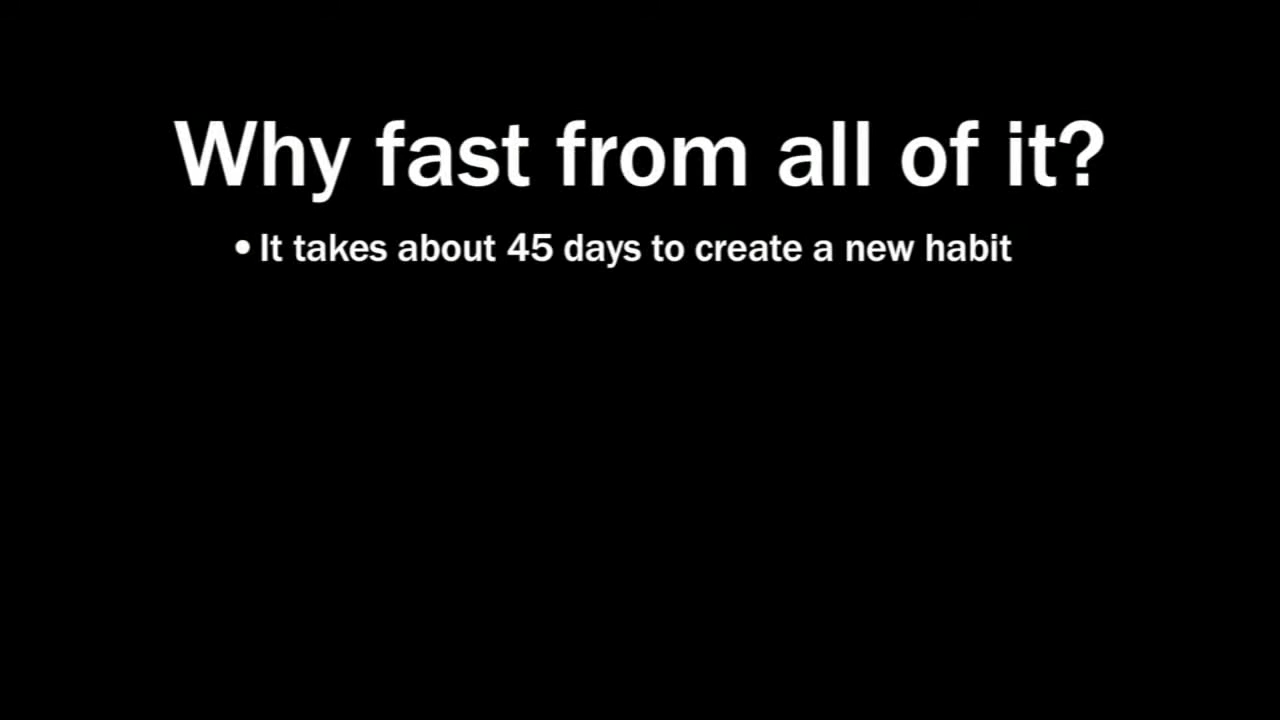 Why fast from all of it?
• It takes about 45 days to create a new habit